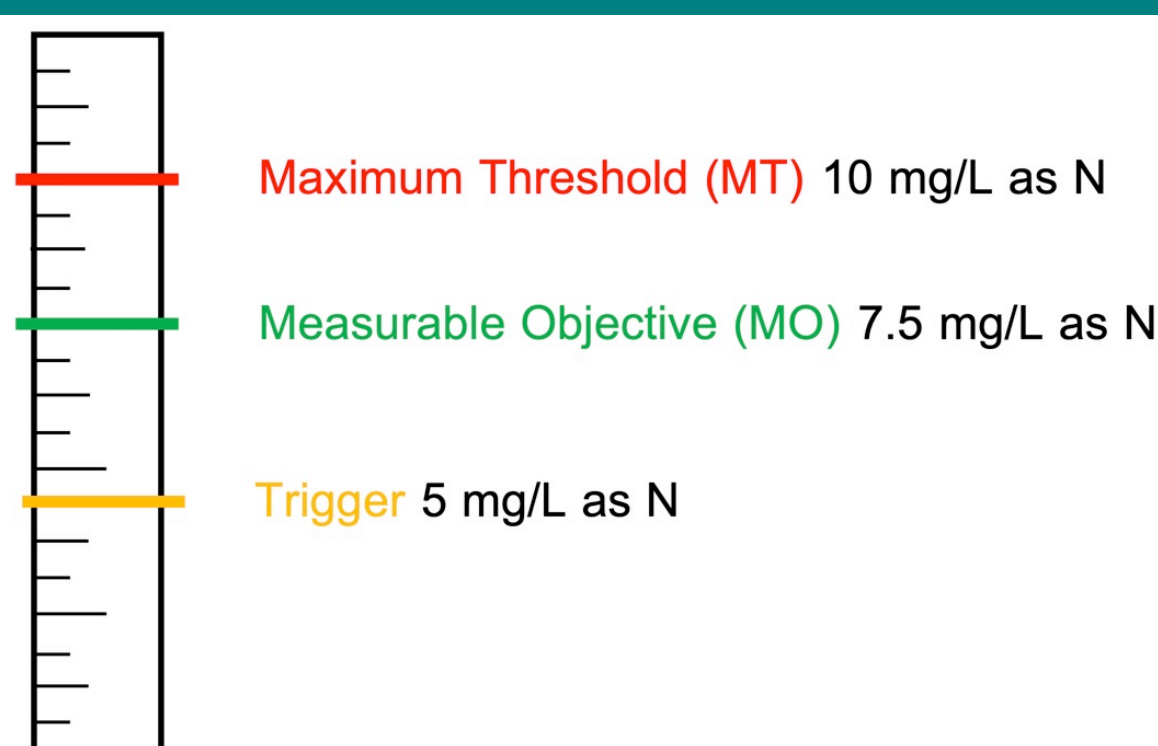 Maximum Threshold (MT) 10 mg/L as N
Measurable Objective (MO) 7.5 mg/L as N
Trigger 5 mg/L as N